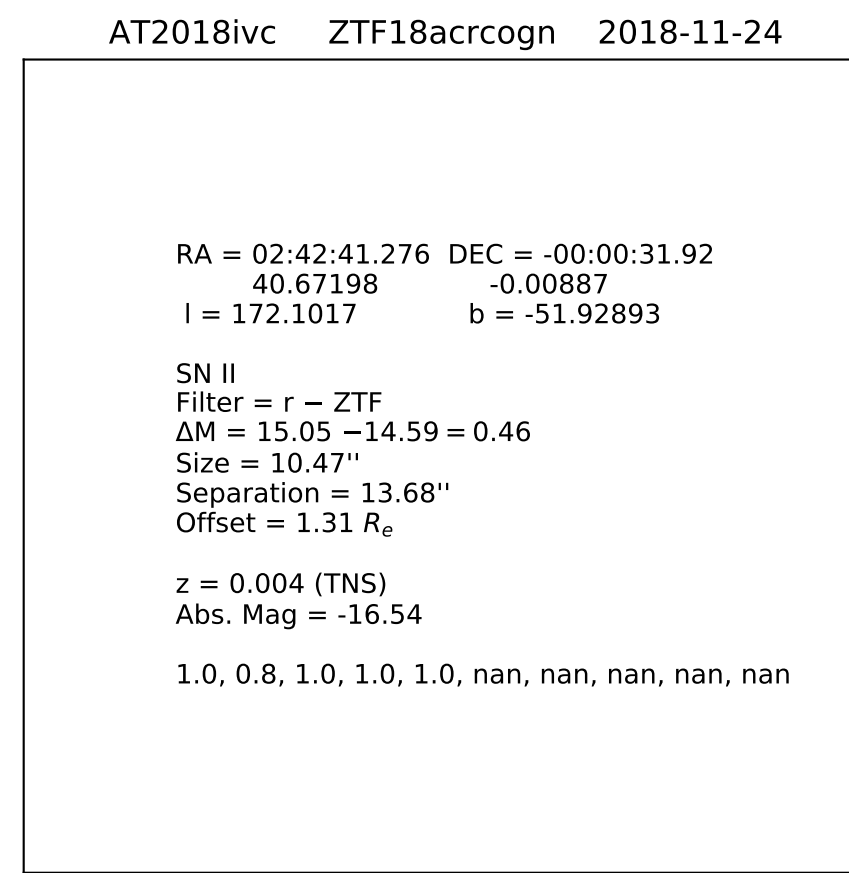 AT2018ivc ZTF18acrcogn 2018-11-24
RA = 02:42:41.276 DEC = -00:00:31.92
40.67198 -0.00887
l = 172.1017 b = -51.92893
SN II
Filter = r − ZTF
ΔM = 15.05 −14.59 = 0.46
Size = 10.47''
Separation = 13.68''
Offset = 1.31 Re
z = 0.004 (TNS)
Abs. Mag = -16.54
1.0, 0.8, 1.0, 1.0, 1.0, nan, nan, nan, nan, nan